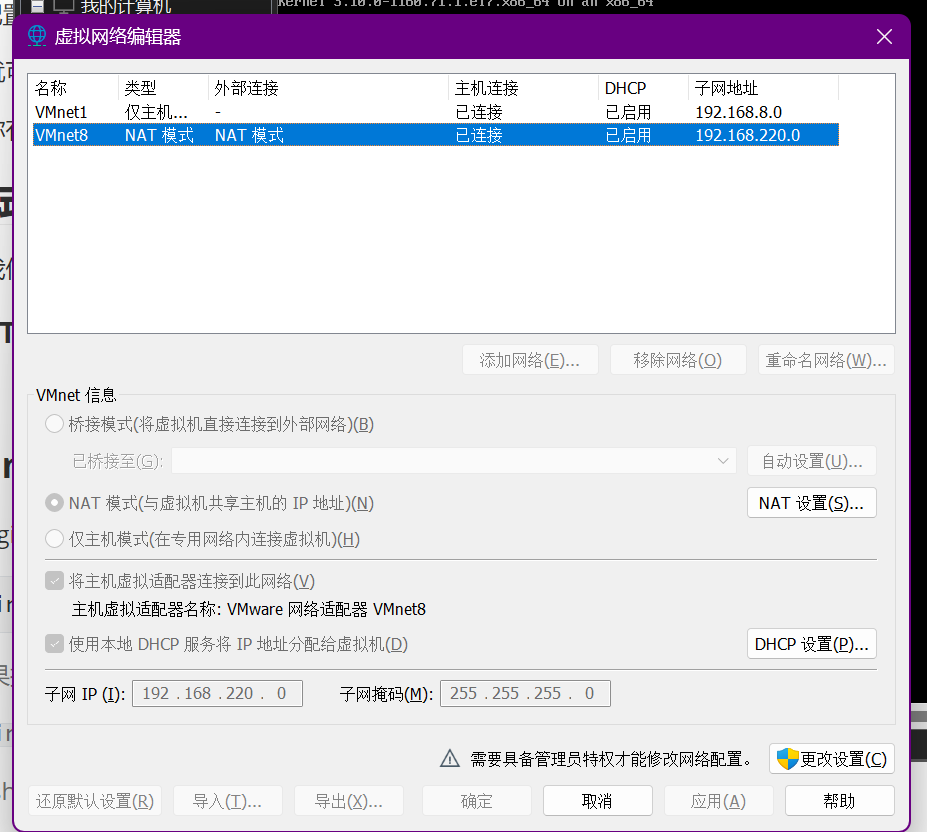 我的计算机
Kernel 3.10.0-1160.71.1.el7.x86_64 on an x86_64
虚拟网络编辑器
名称 类型 外部连接 主机连接 DHCP 子网地址
VMnet1 仅主机... - 已连接 已启用 192.168.8.0
VMnet8 NAT 模式 NAT 模式 已连接 已启用 192.168.220.0
添加网络(E)... 移除网络(O) 重命名网络(W)...
VMnet 信息
桥接模式(将虚拟机直接连接到外部网络)(B)
已桥接至(G): 自动设置(U)...
NAT 模式(与虚拟机共享主机的 IP 地址)(N) NAT 设置(S)...
仅主机模式(在专用网络内连接虚拟机)(H)
将主机虚拟适配器连接到此网络(V)
主机虚拟适配器名称: VMware 网络适配器 VMnet8
使用本地 DHCP 服务将 IP 地址分配给虚拟机(D) DHCP 设置(P)...
子网 IP (I): 192 . 168 . 220 . 0 子网掩码(M): 255 . 255 . 255 . 0
需要具备管理员特权才能修改网络配置。 更改设置(C)
还原默认设置(R) 导入(T)... 导出(X)... 确定 取消 应用(A) 帮助